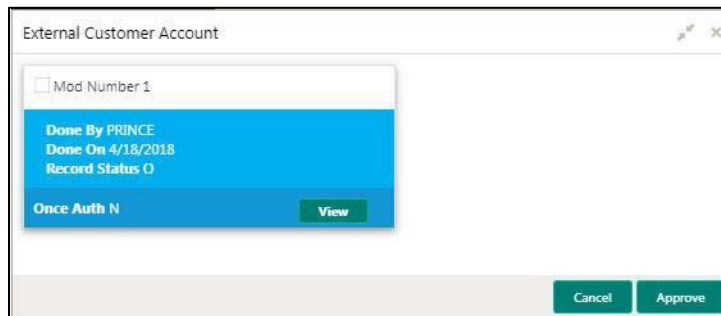 External Customer Account
Mod Number 1
Done By PRINCE
Done On 4/18/2018
Record Status O
Once Auth N
View
Cancel
Approve